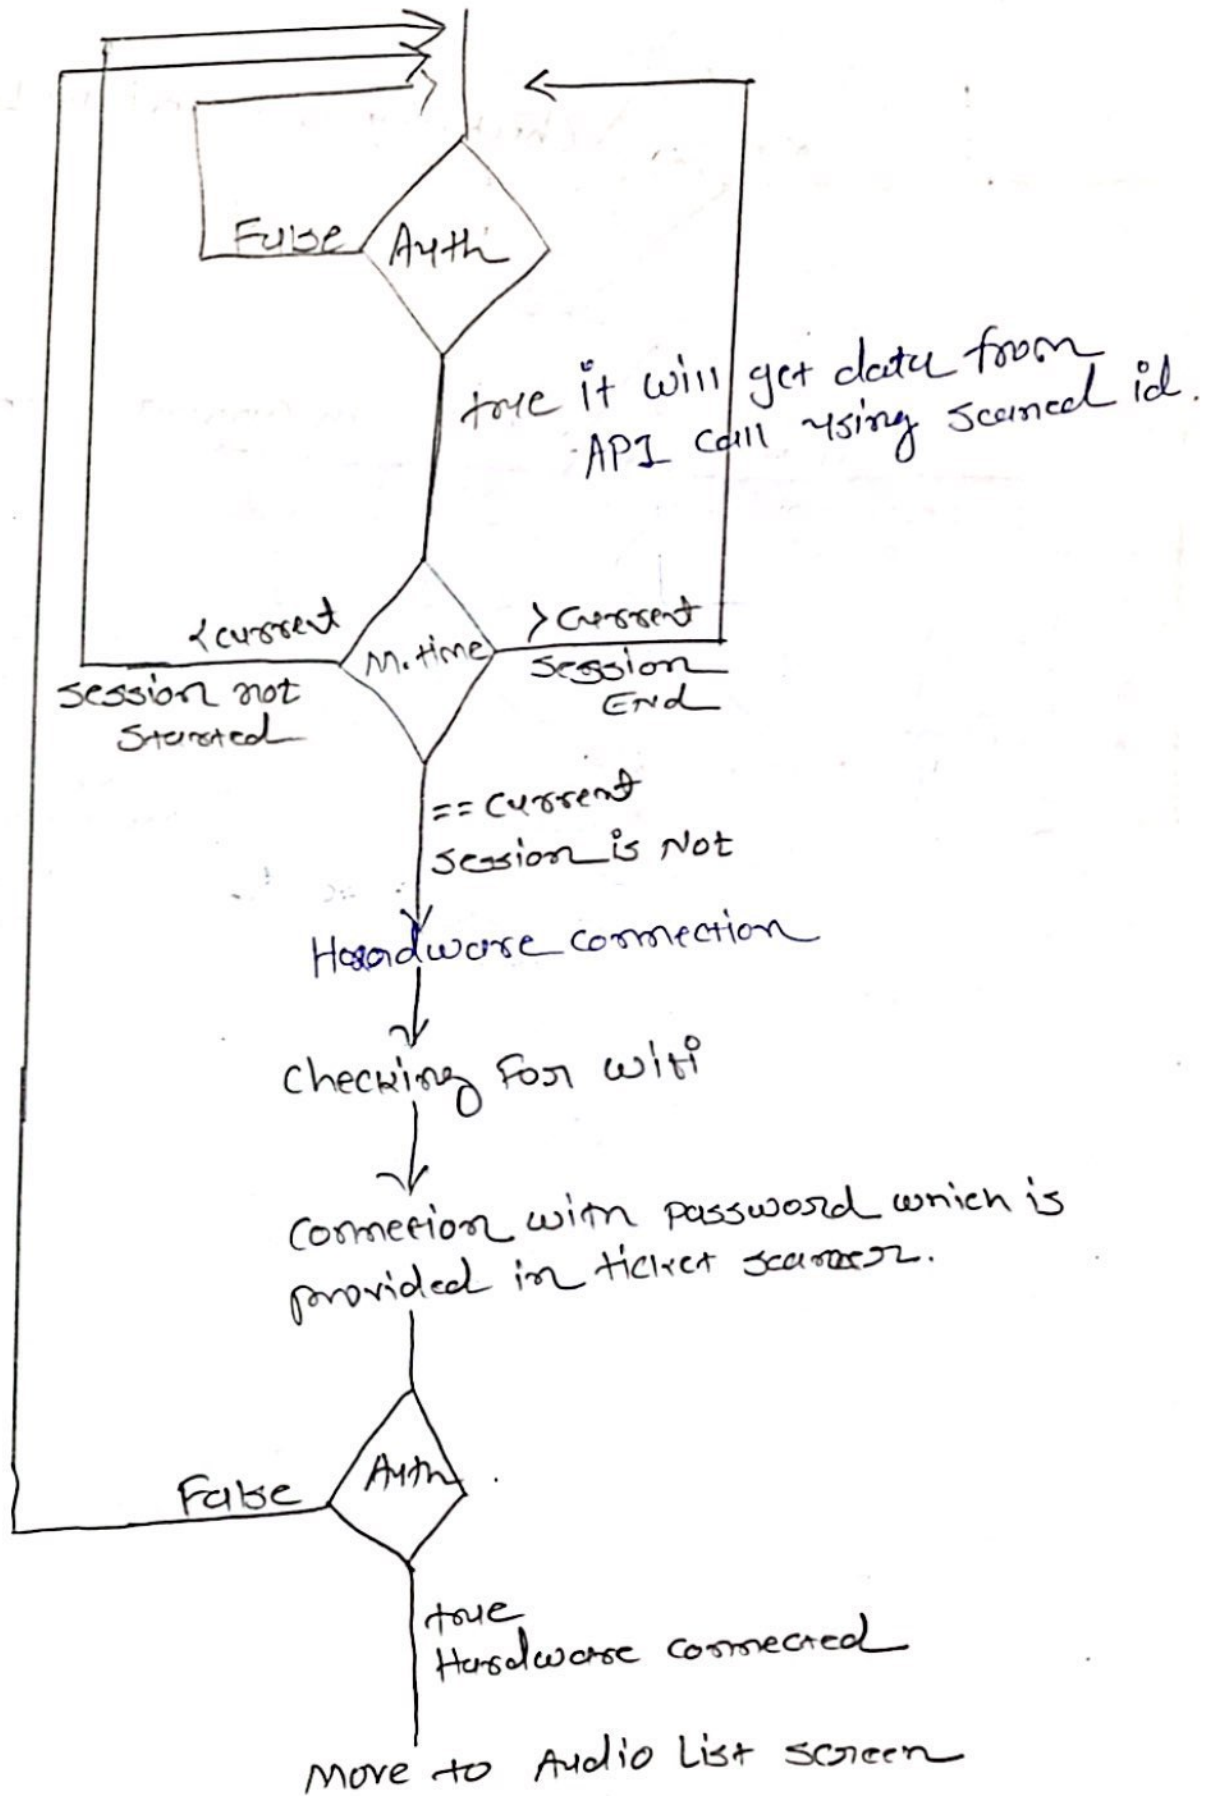 False
Auth
true it will get data from
API call using scanned id.
<current
M. time
>current
session not
started
session
End
== current
session is Not
Hardware connection
checking For wifi
connection with password which is
provided in ticket scanner.
False
Auth
true
Hardware connected
Move to Audio List screen